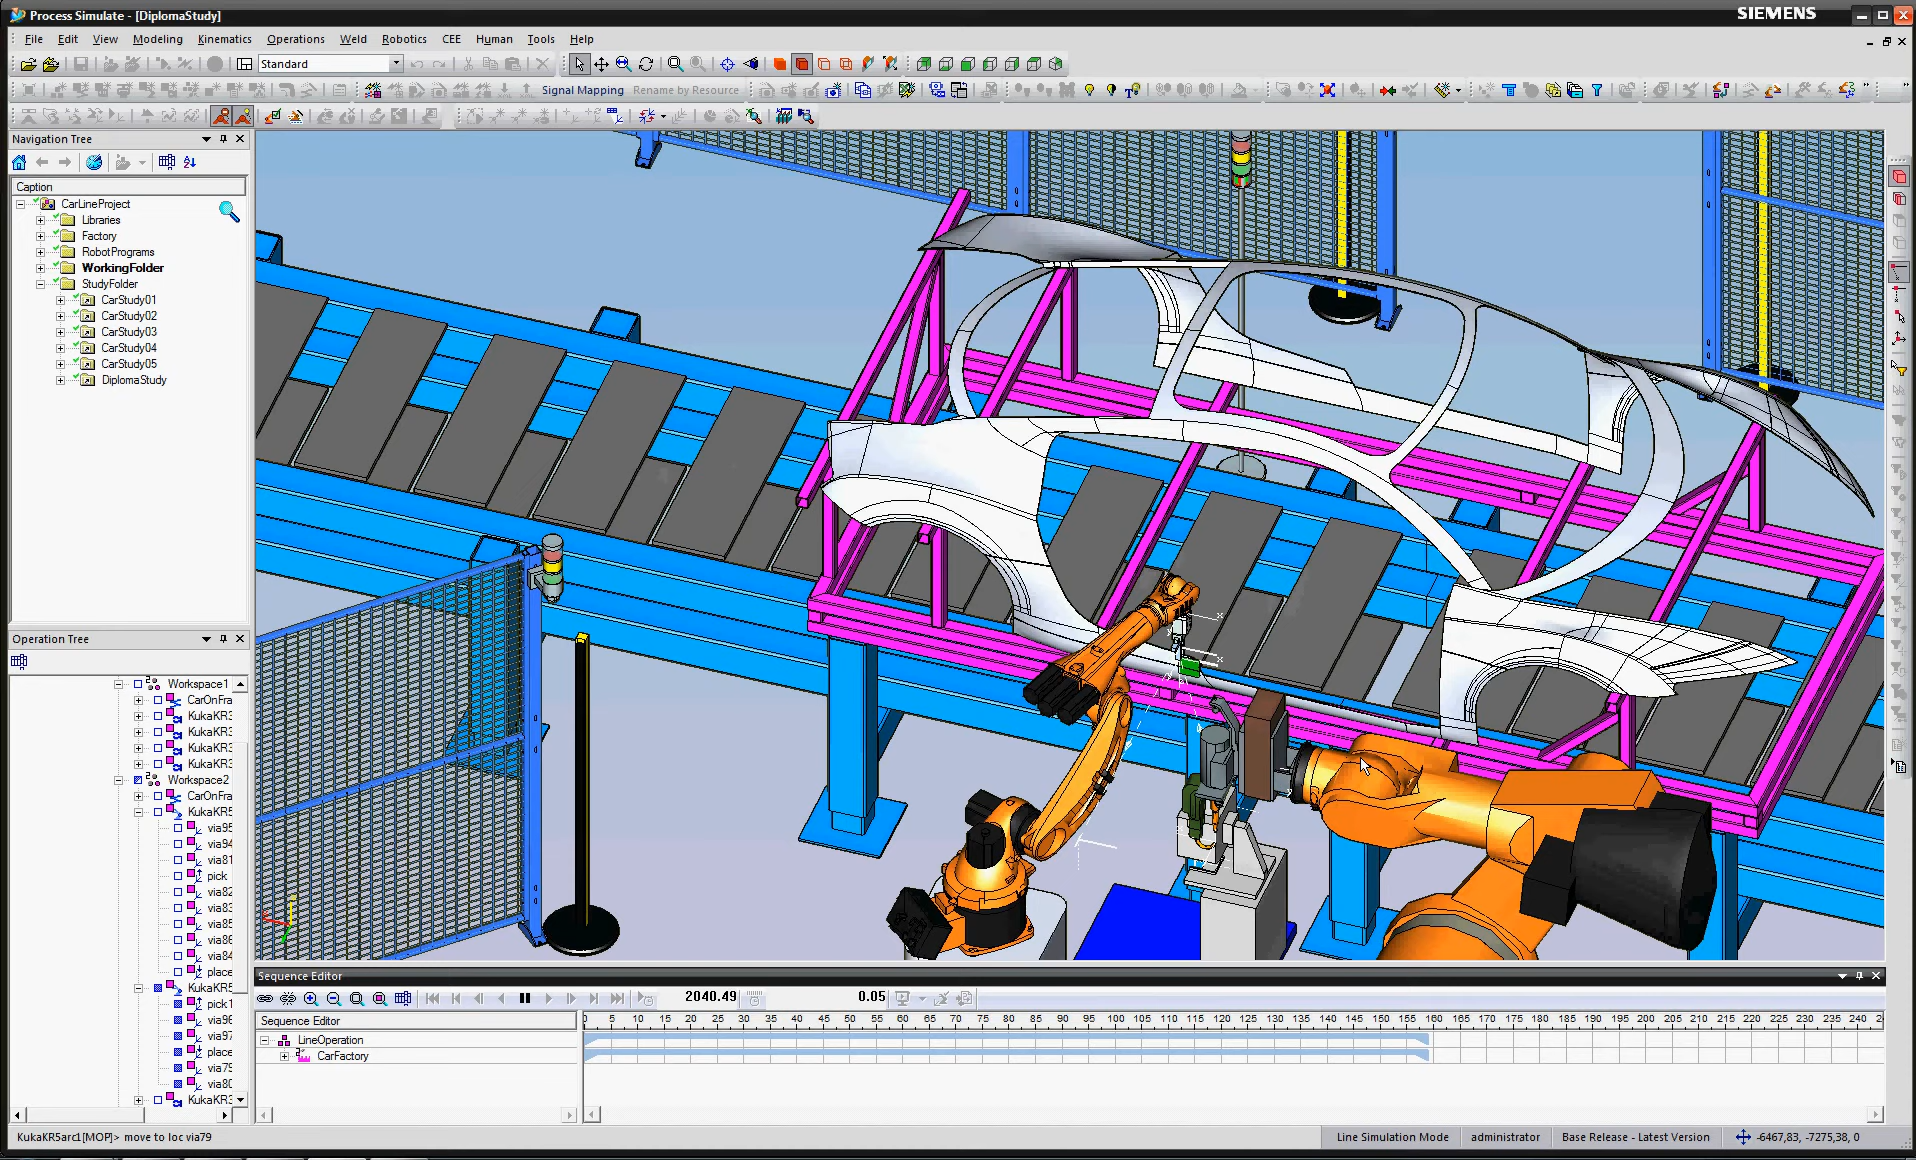 Process Simulate - [DiplomaStudy]
SIEMENS
File Edit View Modeling Kinematics Operations Weld Robotics CEE Human Tools Help
Standard
Signal Mapping Rename by Resource
Navigation Tree
Caption
CarLineProject
Libraries
Factory
RobotPrograms
WorkingFolder
StudyFolder
CarStudy01
CarStudy02
CarStudy03
CarStudy04
CarStudy05
DiplomaStudy
Operation Tree
Workspace1
CarOnFra
KukaKR3
KukaKR3
KukaKR3
KukaKR3
Workspace2
CarOnFra
KukaKR5
via95
via94
via81
pick
via82
via83
via85
via86
via84
place
KukaKR5
pick1
via96
via97
place
via79
via80
KukaKR3
x
x
Sequence Editor
2040.49 0.05
Sequence Editor
5 10 15 20 25 30 35 40 45 50 55 60 65 70 75 80 85 90 95 100 105 110 115 120 125 130 135 140 145 150 155 160 165 170 175 180 185 190 195 200 205 210 215 220 225 230 235 240
LineOperation
CarFactory
KukaKR5arc1[MOP]> move to loc via79
Line Simulation Mode administrator Base Release - Latest Version -6467,83, -7275,38, 0